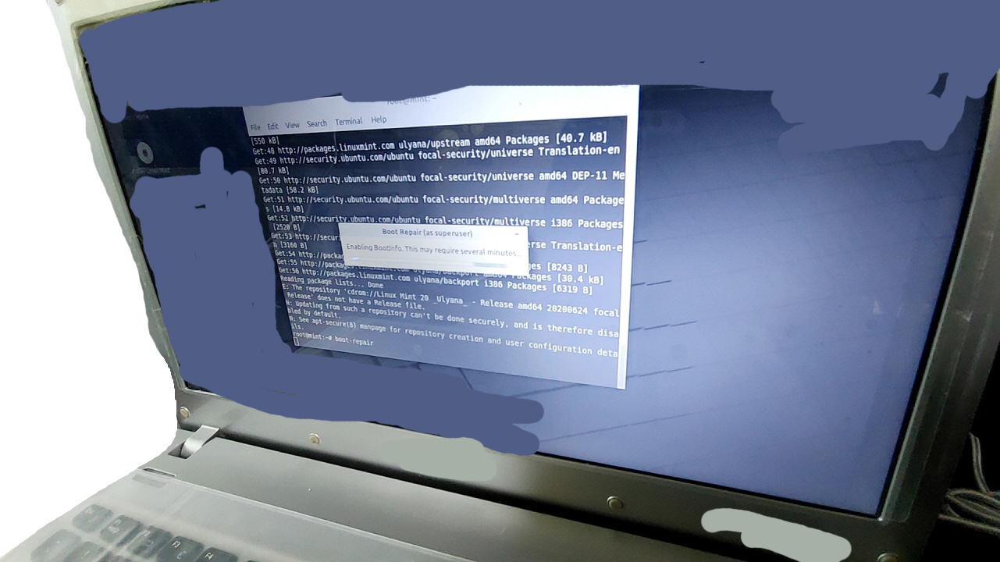 root@mint: ~
File Edit View Search Terminal Help
[550 kB]
Get:48 http://packages.linuxmint.com ulyana/upstream amd64 Packages [40.7 kB]
Get:49 http://security.ubuntu.com/ubuntu focal-security/universe Translation-en
[80.7 kB]
Get:50 http://security.ubuntu.com/ubuntu focal-security/universe amd64 DEP-11 Me
tadata [58.2 kB]
Get:51 http://security.ubuntu.com/ubuntu focal-security/multiverse amd64 Package
s [14.8 kB]
Get:52 http://security.ubuntu.com/ubuntu focal-security/multiverse i386 Packages
[2520 B]
Get:53 http://secur
erse Translation-e
n [3160 B]
Boot Repair (as superuser)
Enabling BootInfo. This may require several minutes...
Get:54 http://packag
ges [8243 B]
Get:55 http://packages.linuxmint.com ulyana/backport amd64 Packages [30.4 kB]
Get:56 http://packages.linuxmint.com ulyana/backport i386 Packages [6319 B]
Reading package lists... Done
E: The repository 'cdrom://Linux Mint 20 _Ulyana_ - Release amd64 20200624 focal
Release' does not have a Release file.
N: Updating from such a repository can't be done securely, and is therefore disa
bled by default.
N: See apt-secure(8) manpage for repository creation and user configuration deta
ils.
root@mint:~# boot-repair
F3
F4